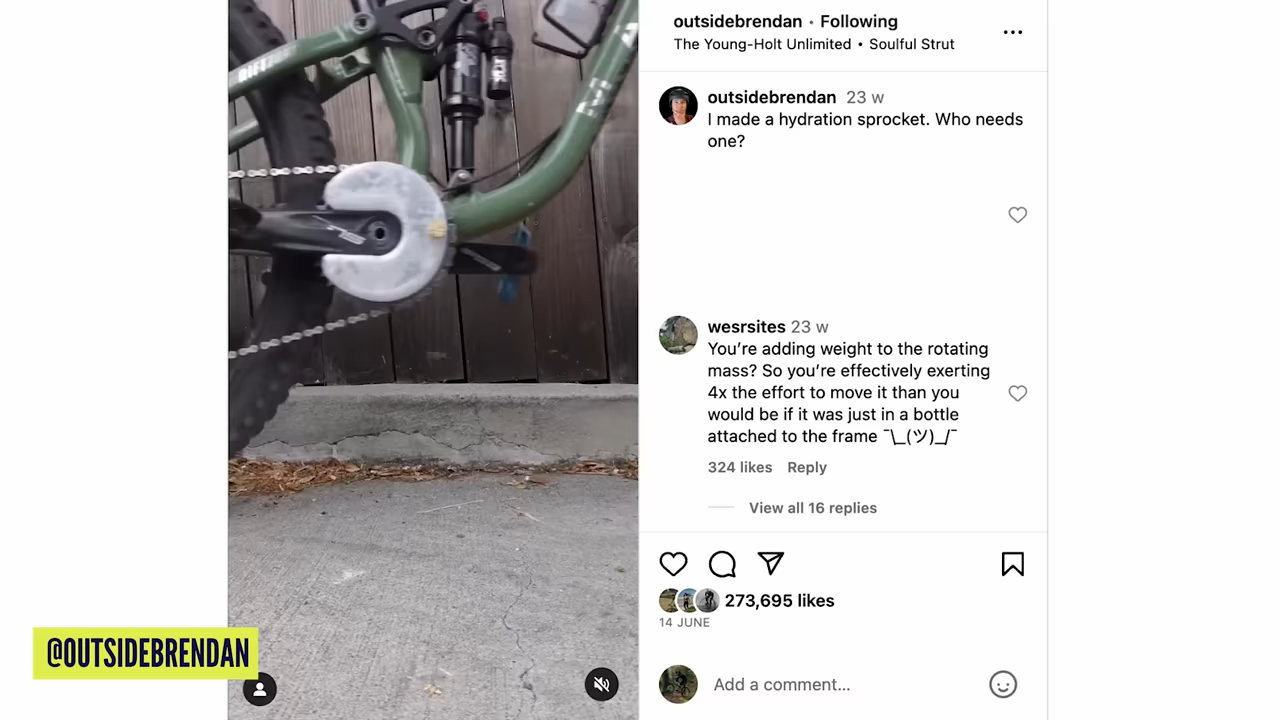 outsidebrendan • Following
The Young-Holt Unlimited • Soulful Strut
outsidebrendan 23 w
I made a hydration sprocket. Who needs
one?
wesrsites 23 w
You’re adding weight to the rotating
mass? So you’re effectively exerting
4x the effort to move it than you
would be if it was just in a bottle
attached to the frame ¯\_(ツ)_/¯
324 likes Reply
View all 16 replies
273,695 likes
14 JUNE
Add a comment...
@OUTSIDEBRENDAN